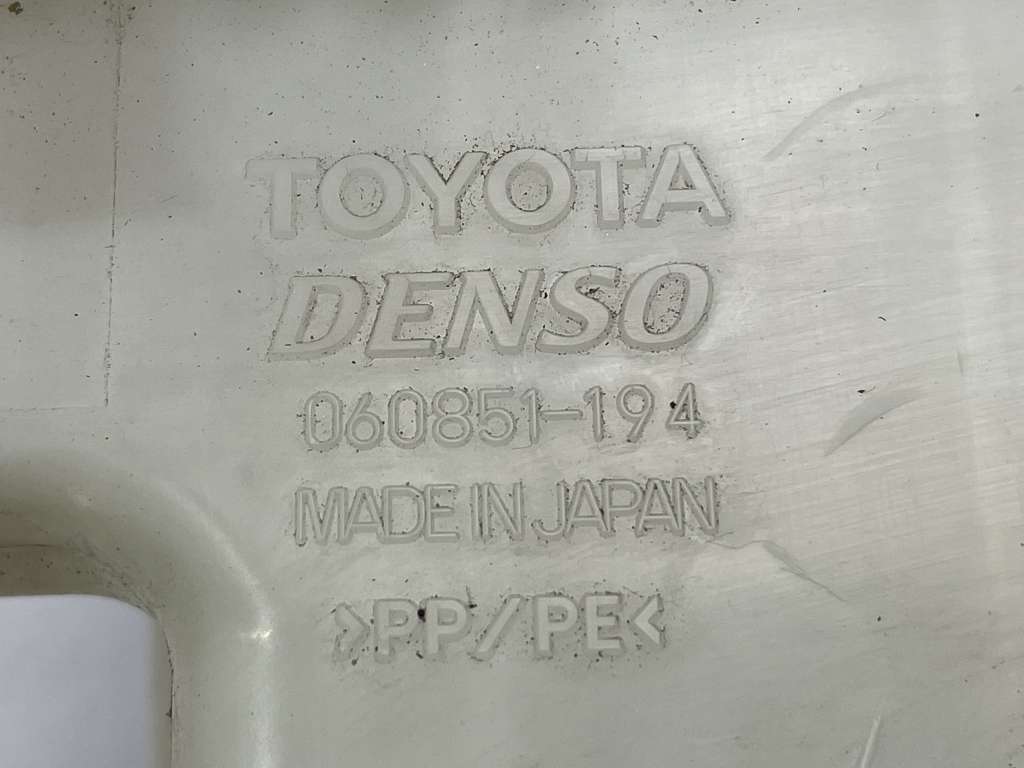 TOYOTA
DENSO
060851-194
MADE IN JAPAN
>PP/PE<